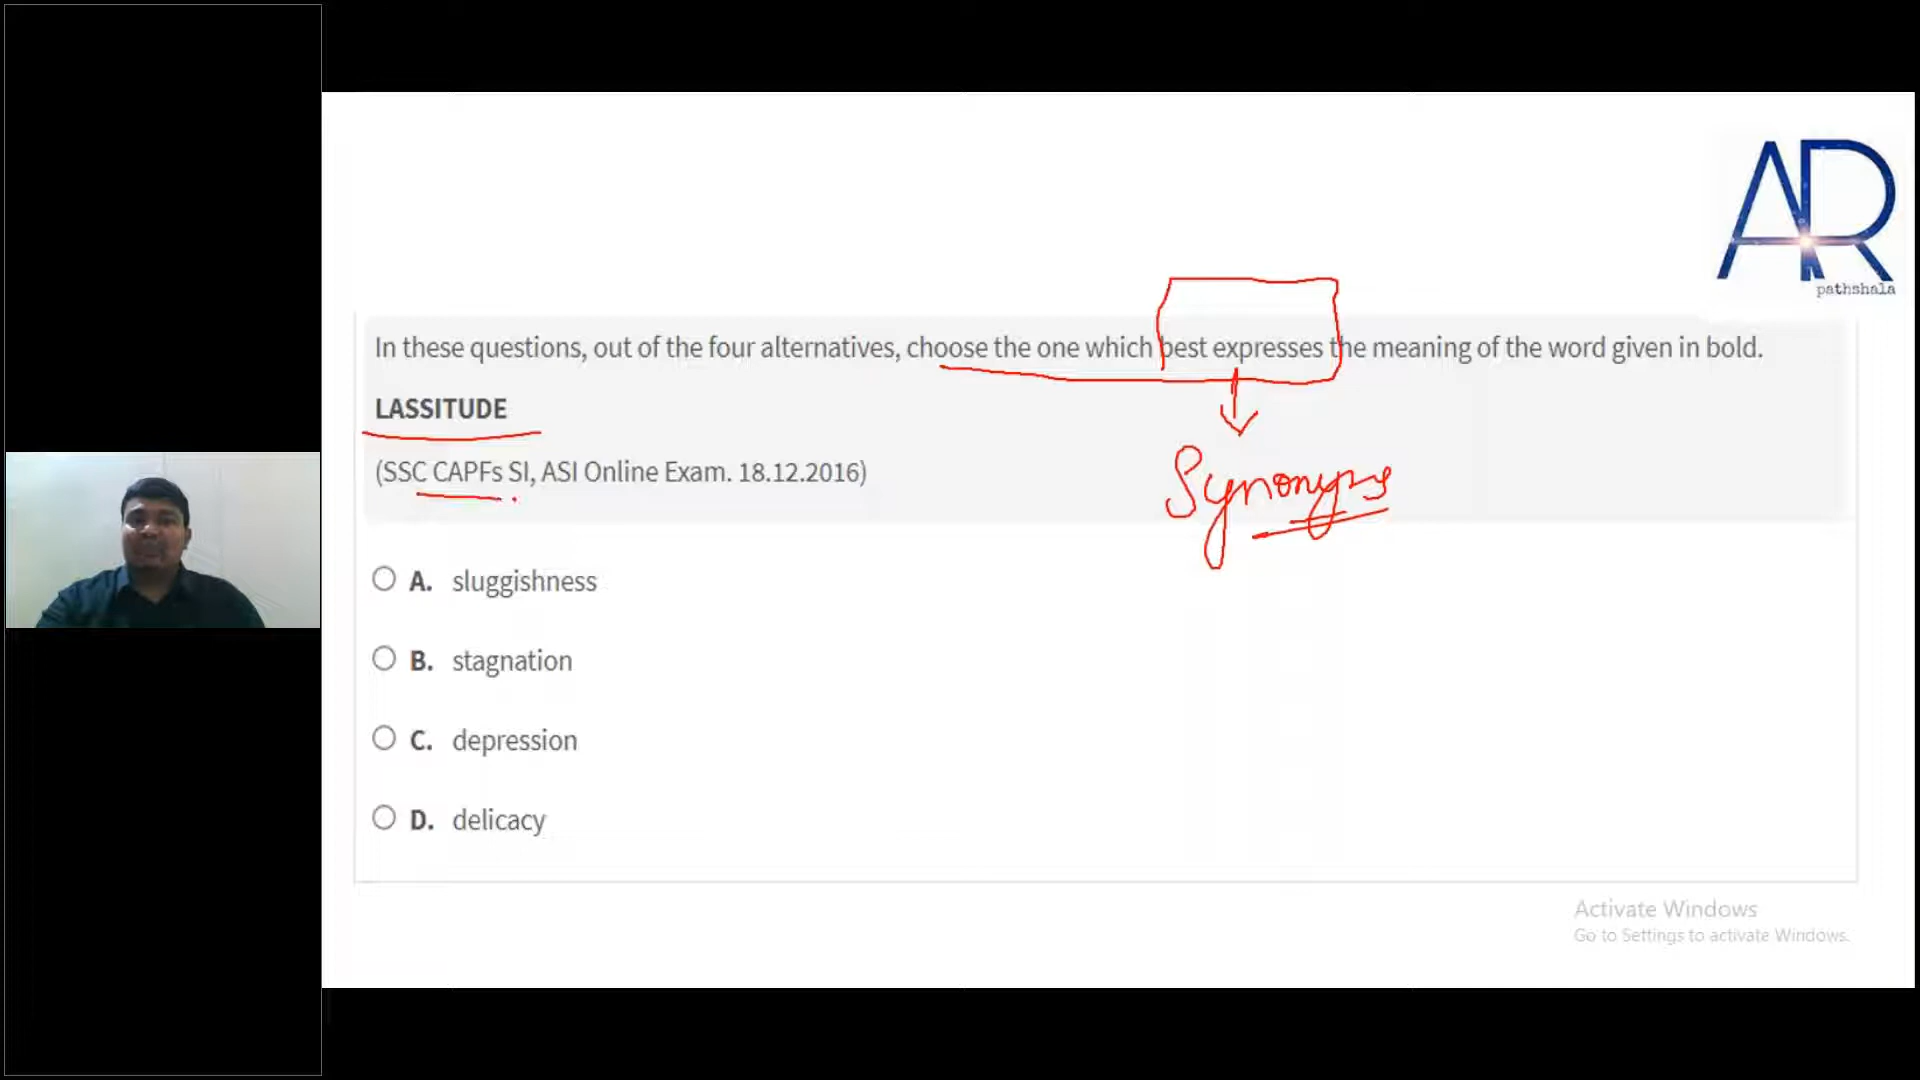 AR
pathshala
In these questions, out of the four alternatives, choose the one which best expresses the meaning of the word given in bold.
LASSITUDE
(SSC CAPFs SI, ASI Online Exam. 18.12.2016)
Synonyms
A. sluggishness
B. stagnation
C. depression
D. delicacy
Activate Windows
Go to Settings to activate Windows.